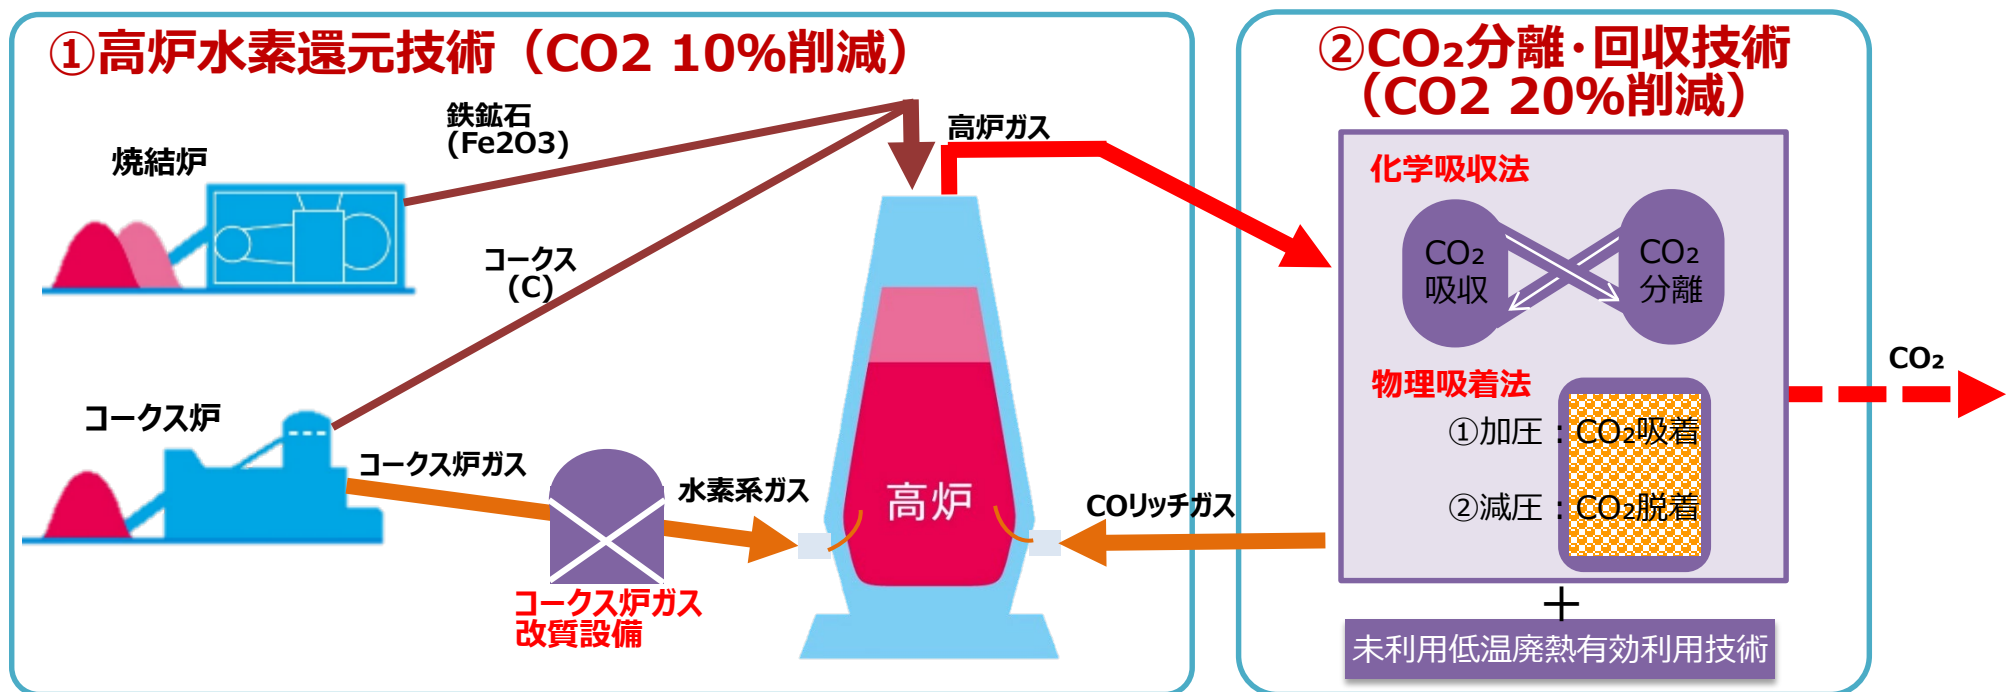 ①高炉水素還元技術（CO2 10%削減）
鉄鉱石
(Fe2O3)
焼結炉
コークス
(C)
コークス炉
コークス炉ガス
水素系ガス
コークス炉ガス
改質設備
高炉
高炉ガス
COリッチガス
②CO₂分離･回収技術
（CO2 20%削減）
化学吸収法
CO₂
吸収
CO₂
分離
物理吸着法
①加圧：CO₂吸着
②減圧：CO₂脱着
＋
未利用低温廃熱有効利用技術
CO₂